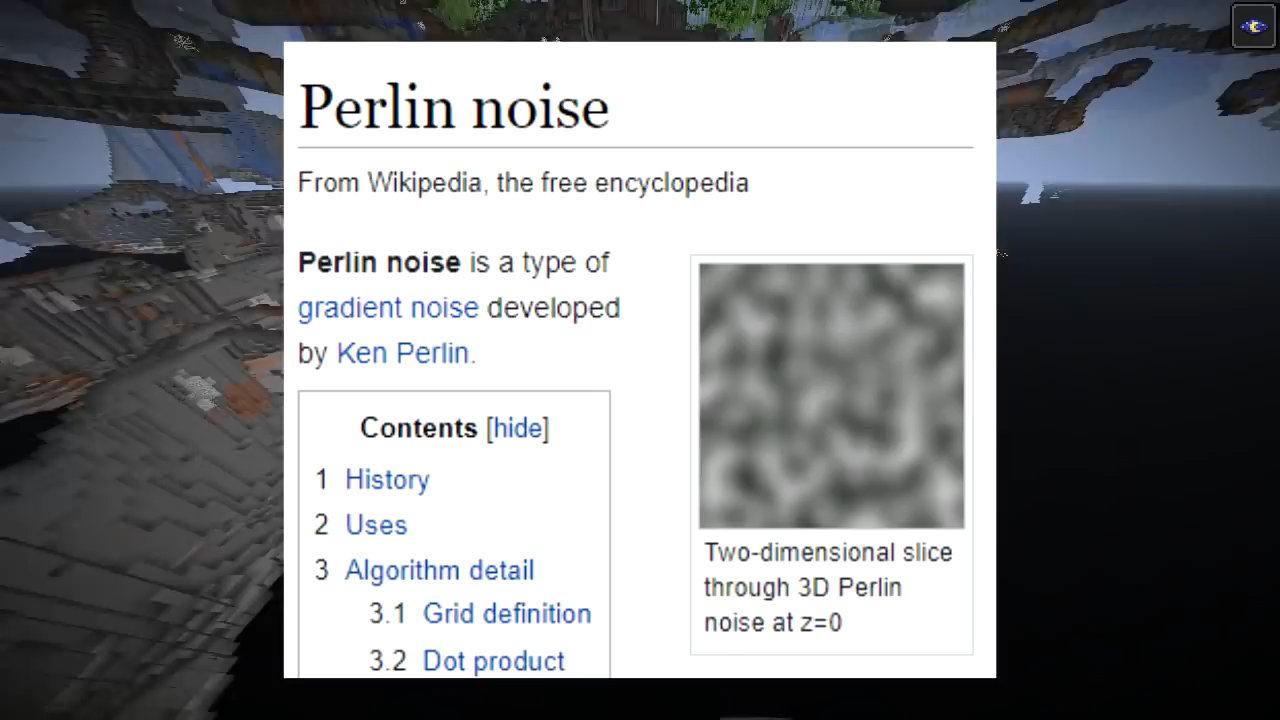 Perlin noise
From Wikipedia, the free encyclopedia
Perlin noise is a type of
gradient noise developed
by Ken Perlin.
Contents [hide]
1 History
2 Uses
3 Algorithm detail
3.1 Grid definition
3.2 Dot product
Two-dimensional slice
through 3D Perlin
noise at z=0